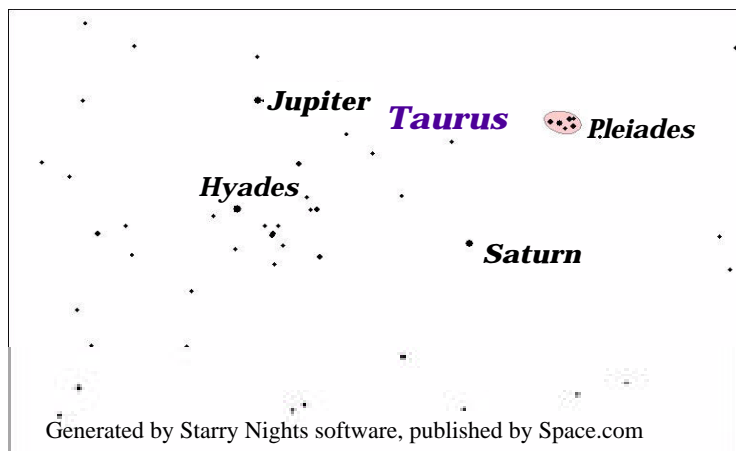 Jupiter
Taurus
Pleiades
Hyades
Saturn
Generated by Starry Nights software, published by Space.com